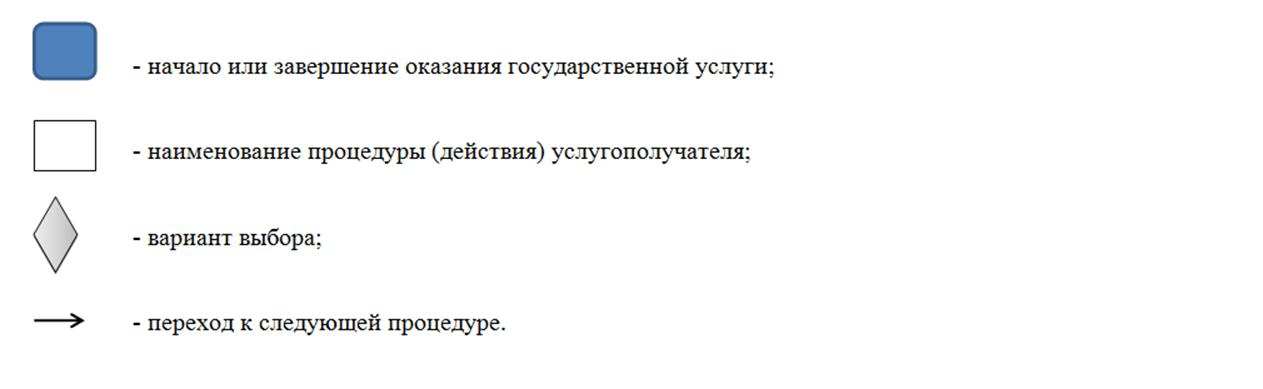 - начало или завершение оказания государственной услуги;
- наименование процедуры (действия) услугополучателя;
- вариант выбора;
- переход к следующей процедуре.